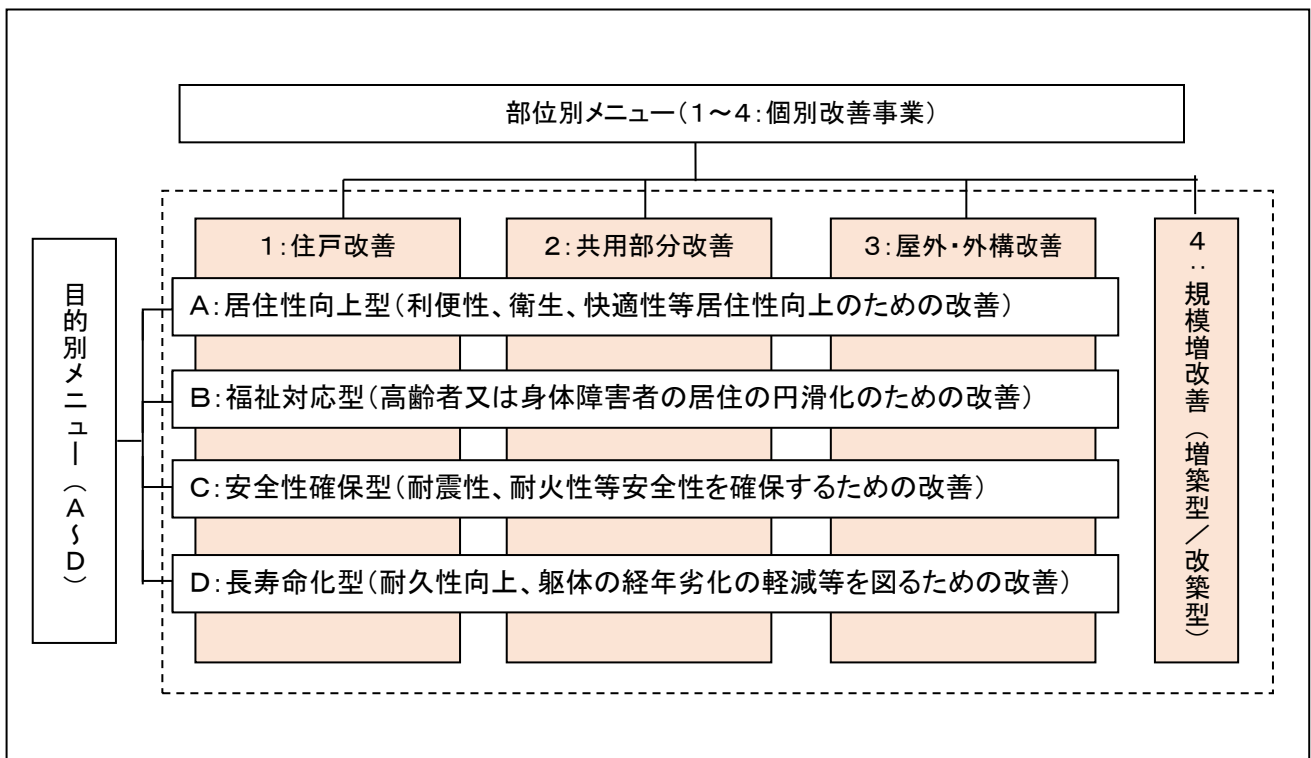 部位別メニュー(1~4:個別改善事業)
1:住戸改善
2:共用部分改善
3:屋外・外構改善
4:規模増改善(増築型/改築型)
目的別メニュー(A~D)
A:居住性向上型(利便性、衛生、快適性等居住性向上のための改善)
B:福祉対応型(高齢者又は身体障害者の居住の円滑化のための改善)
C:安全性確保型(耐震性、耐火性等安全性を確保するための改善)
D:長寿命化型(耐久性向上、躯体の経年劣化の軽減等を図るための改善)